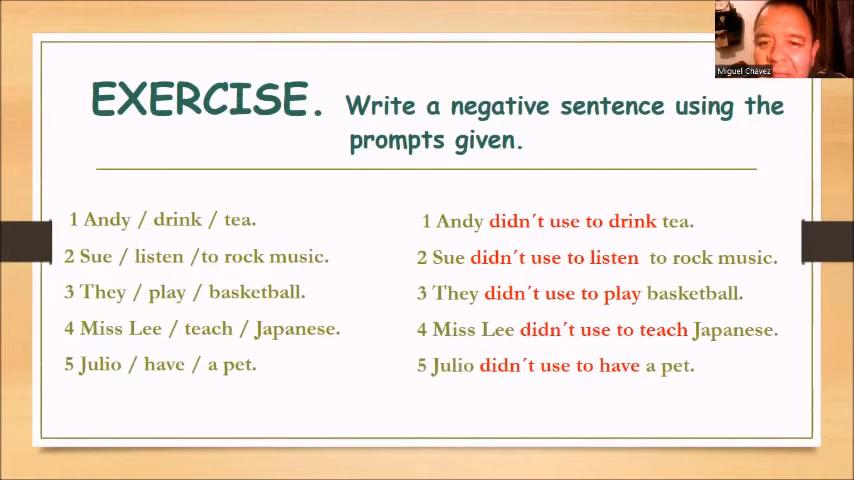 Miguel Chávez
EXERCISE. Write a negative sentence using the
prompts given.
1 Andy / drink / tea.
2 Sue / listen /to rock music.
3 They / play / basketball.
4 Miss Lee / teach / Japanese.
5 Julio / have / a pet.
1 Andy didn´t use to drink tea.
2 Sue didn´t use to listen  to rock music.
3 They didn´t use to play basketball.
4 Miss Lee didn´t use to teach Japanese.
5 Julio didn´t use to have a pet.